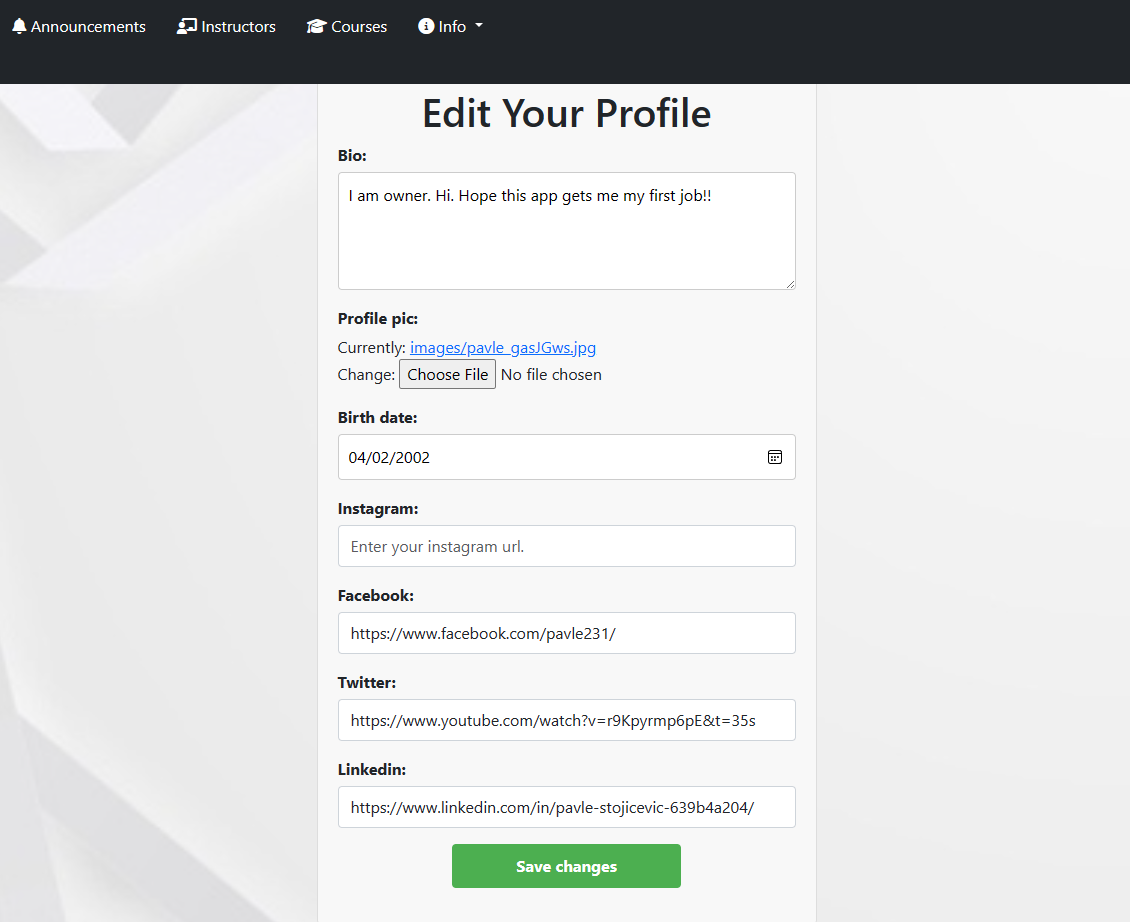 Announcements Instructors Courses Info
Edit Your Profile
Bio:
I am owner. Hi. Hope this app gets me my first job!!
Profile pic:
Currently: images/pavle_gasJGws.jpg
Change: Choose File No file chosen
Birth date:
04/02/2002
Instagram:
Enter your instagram url.
Facebook:
https://www.facebook.com/pavle231/
Twitter:
https://www.youtube.com/watch?v=r9Kpyrmp6pE&t=35s
Linkedin:
https://www.linkedin.com/in/pavle-stojicevic-639b4a204/
Save changes